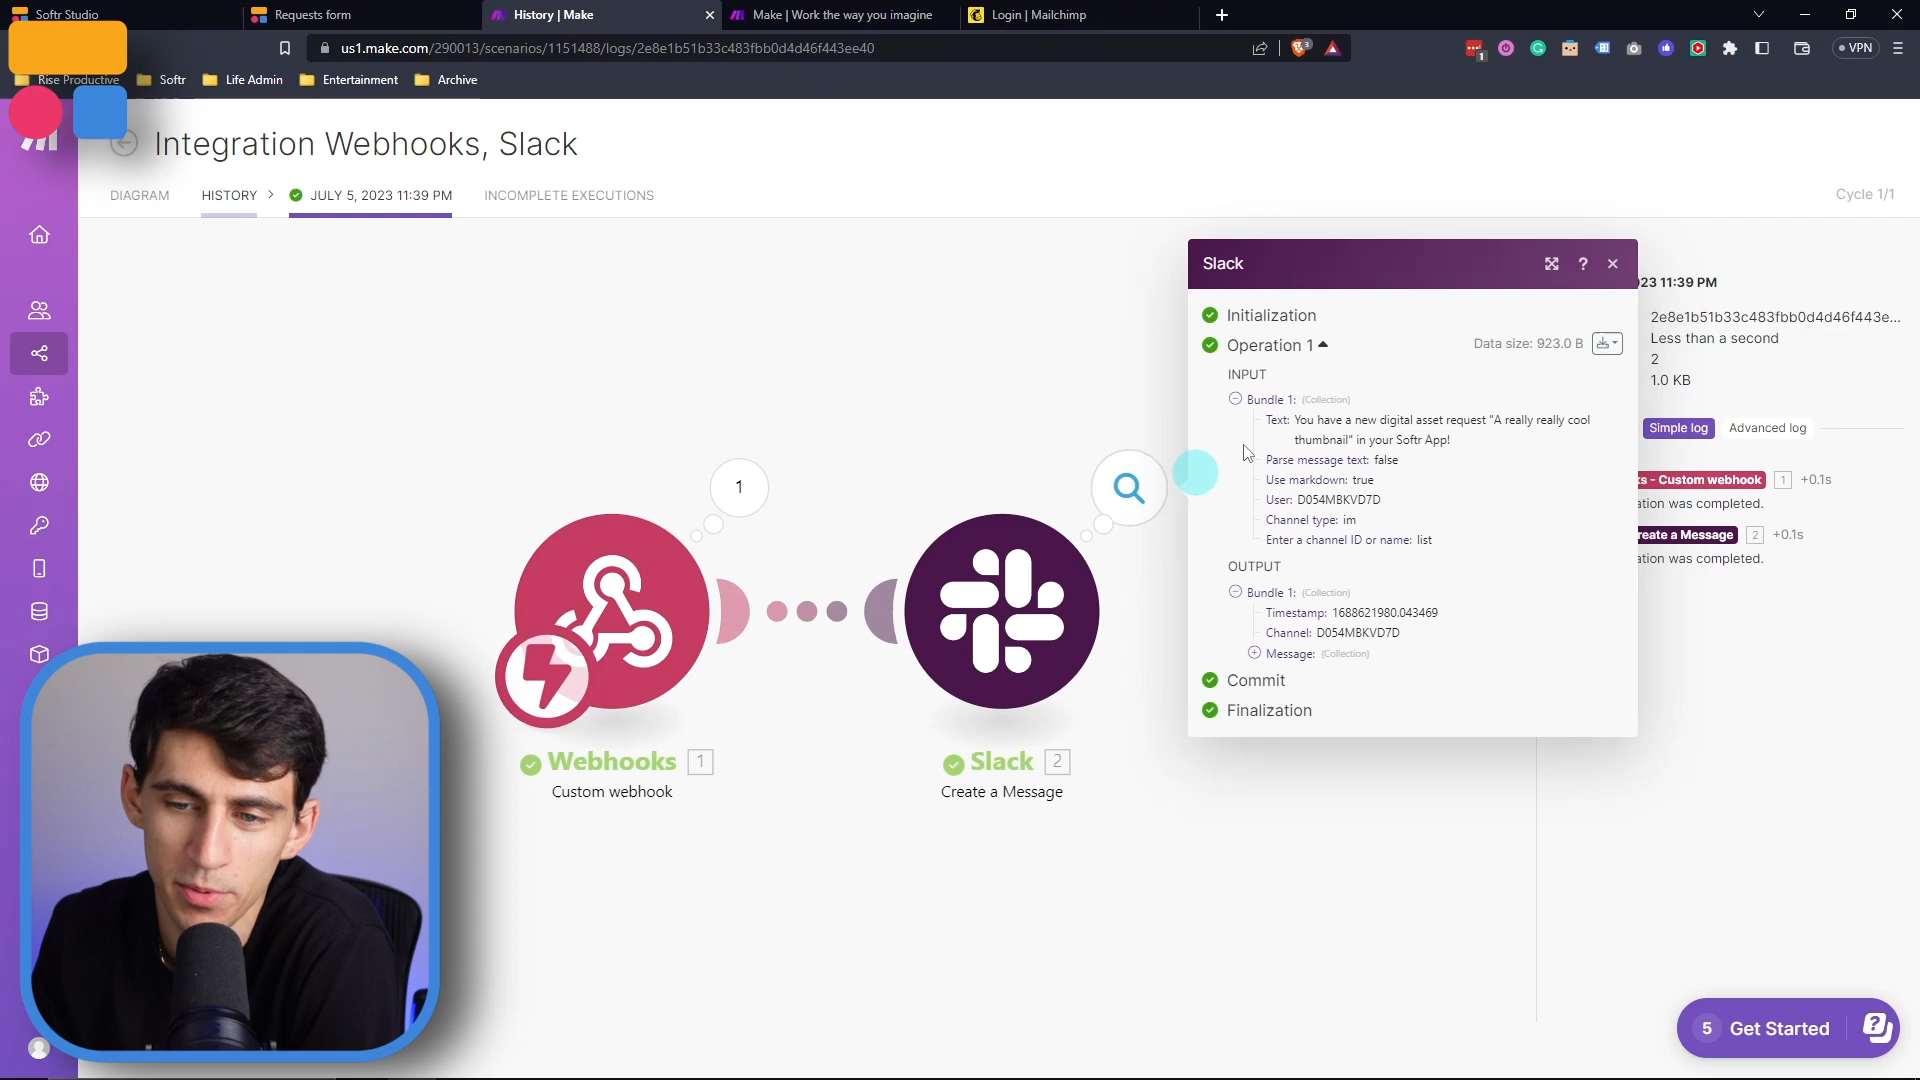 Softr Studio
Requests form
History | Make
Make | Work the way you imagine
Login | Mailchimp
us1.make.com/290013/scenarios/1151488/logs/2e8e1b51b33c483fbb0d4d46f443ee40
3
1
VPN
Rise Productive
Softr
Life Admin
Entertainment
Archive
Integration Webhooks, Slack
DIAGRAM
HISTORY
JULY 5, 2023 11:39 PM
INCOMPLETE EXECUTIONS
Cycle 1/1
Slack
?
23 11:39 PM
Initialization
2e8e1b51b33c483fbb0d4d46f443e...
Operation 1
Data size: 923.0 B
Less than a second
2
INPUT
1.0 KB
Bundle 1: (Collection)
Text: You have a new digital asset request "A really really cool
thumbnail" in your Softr App!
Simple log
Advanced log
Parse message text: false
Use markdown: true
s - Custom webhook
1
+0.1s
User: D054MBKVD7D
ation was completed.
Channel type: im
Enter a channel ID or name: list
reate a Message
2
+0.1s
ation was completed.
OUTPUT
Bundle 1: (Collection)
Timestamp: 1688621980.043469
Channel: D054MBKVD7D
Message: (Collection)
Commit
Finalization
1
Webhooks 1
Custom webhook
Slack 2
Create a Message
5 Get Started
?